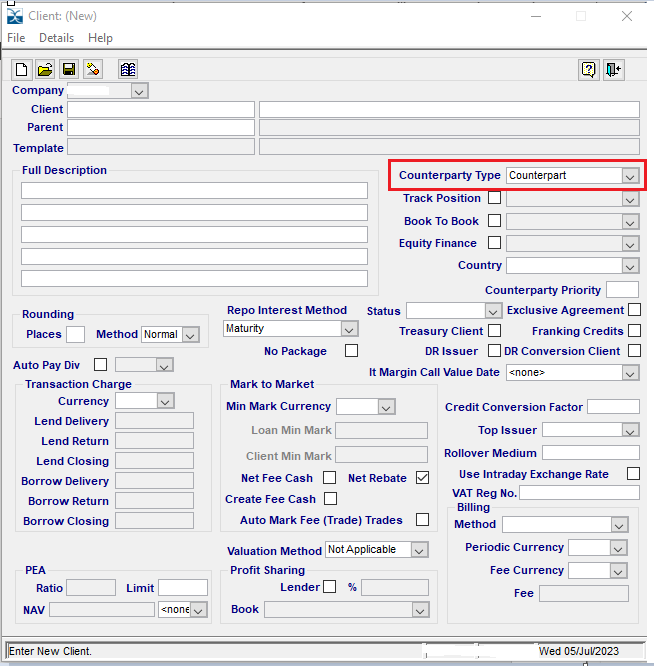 Client: (New)
File Details Help
Company
Client
Parent
Template
Full Description
Counterparty Type Counterpart
Track Position
Book To Book
Equity Finance
Country
Counterparty Priority
Rounding
Places Method Normal
Repo Interest Method
Maturity
Status
Exclusive Agreement
Treasury Client Franking Credits
No Package
DR Issuer DR Conversion Client
Auto Pay Div
It Margin Call Value Date <none>
Transaction Charge
Currency
Lend Delivery
Lend Return
Lend Closing
Borrow Delivery
Borrow Return
Borrow Closing
Mark to Market
Min Mark Currency
Loan Min Mark
Client Min Mark
Net Fee Cash Net Rebate
Create Fee Cash
Auto Mark Fee (Trade) Trades
Credit Conversion Factor
Top Issuer
Rollover Medium
Use Intraday Exchange Rate
VAT Reg No.
Billing
Method
Periodic Currency
Fee Currency
Fee
Valuation Method Not Applicable
PEA
Ratio Limit
NAV <none
Profit Sharing
Lender %
Book
Enter New Client. Wed 05/Jul/2023